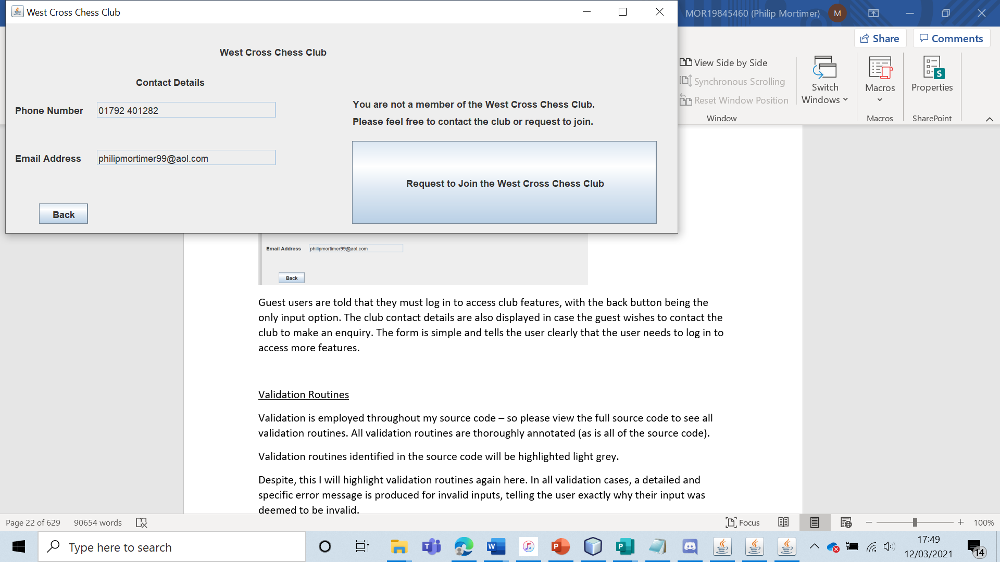 West Cross Chess Club
MOR19845460 (Philip Mortimer)
M
Share
Comments
West Cross Chess Club
Contact Details
Phone Number
01792 401282
Email Address
philipmortimer99@aol.com
Back
You are not a member of the West Cross Chess Club.
Please feel free to contact the club or request to join.
Request to Join the West Cross Chess Club
View Side by Side
Synchronous Scrolling
Reset Window Position
Window
Switch
Windows
Macros
Macros
S
Properties
SharePoint
Email Address
philipmortimer99@aol.com
Back
Guest users are told that they must log in to access club features, with the back button being the
only input option. The club contact details are also displayed in case the guest wishes to contact the
club to make an enquiry. The form is simple and tells the user clearly that the user needs to log in to
access more features.
Validation Routines
Validation is employed throughout my source code – so please view the full source code to see all
validation routines. All validation routines are thoroughly annotated (as is all of the source code).
Validation routines identified in the source code will be highlighted light grey.
Despite, this I will highlight validation routines again here. In all validation cases, a detailed and
specific error message is produced for invalid inputs, telling the user exactly why their input was
deemed to be invalid.
Page 22 of 629
90654 words
Focus
100%
Type here to search
W
P
P
17:49
12/03/2021
14